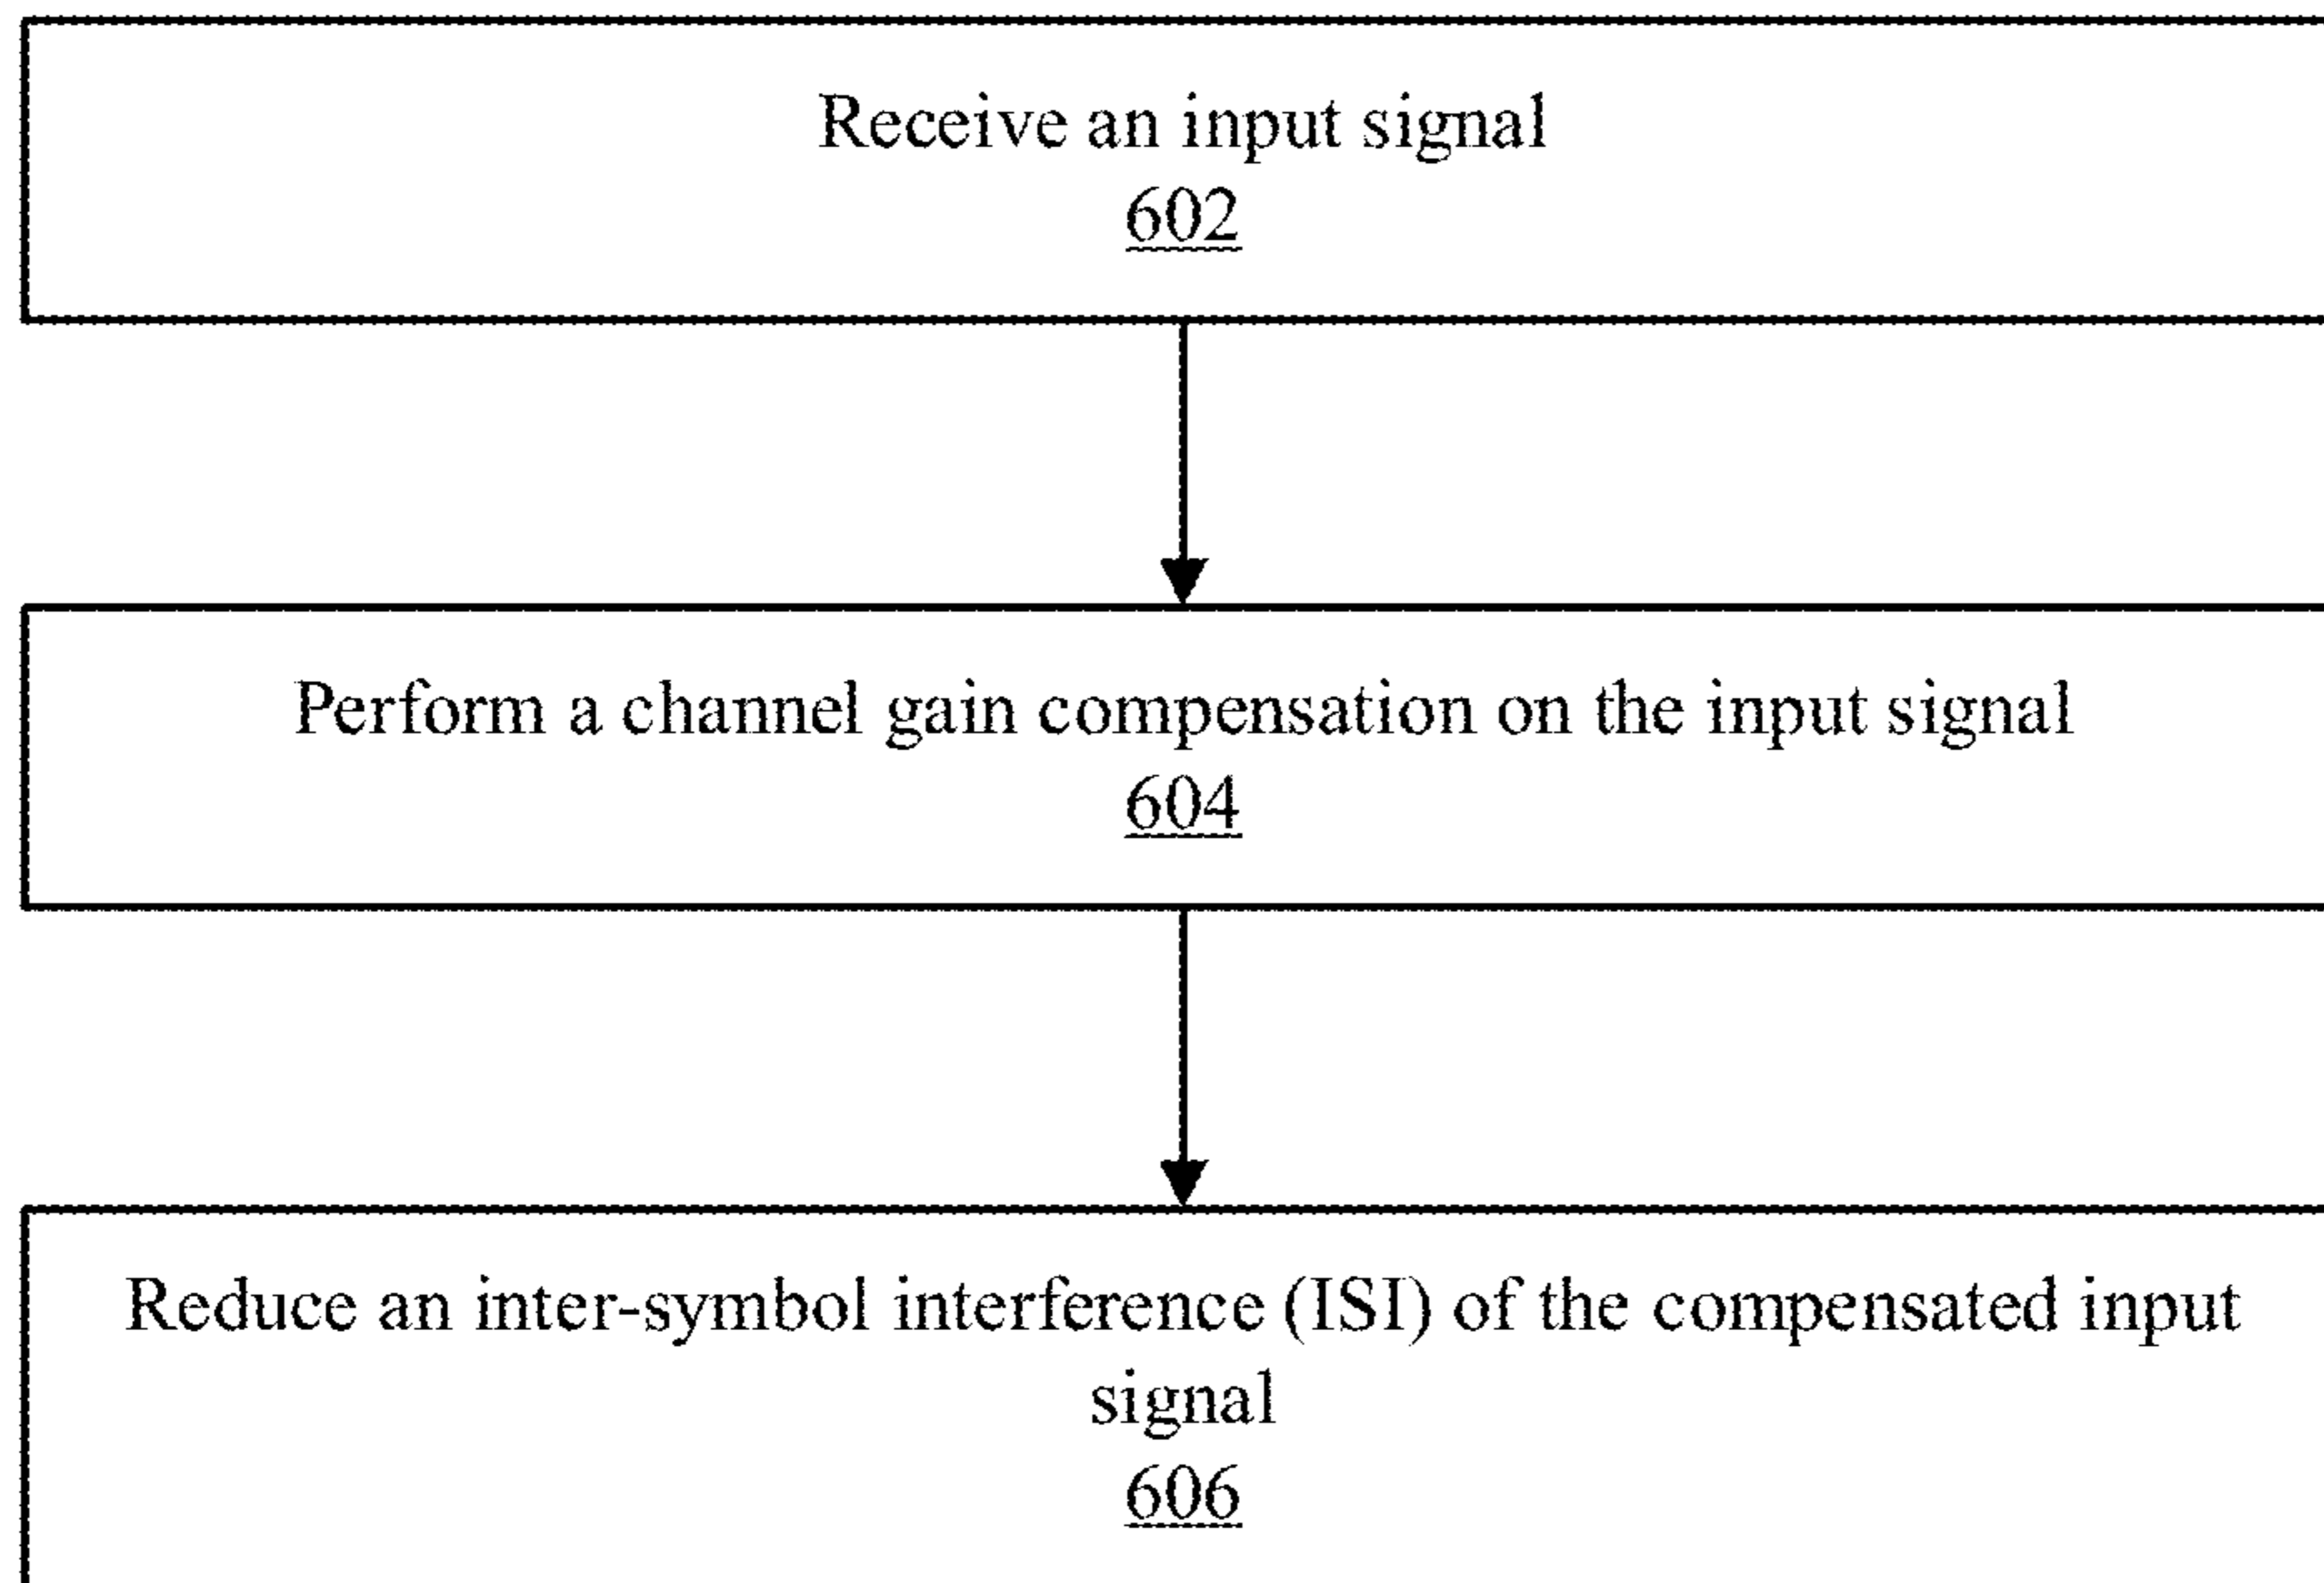 Receive an input signal
602
Perform a channel gain compensation on the input signal
604
Reduce an inter-symbol interference (ISI) of the compensated input
signal
606